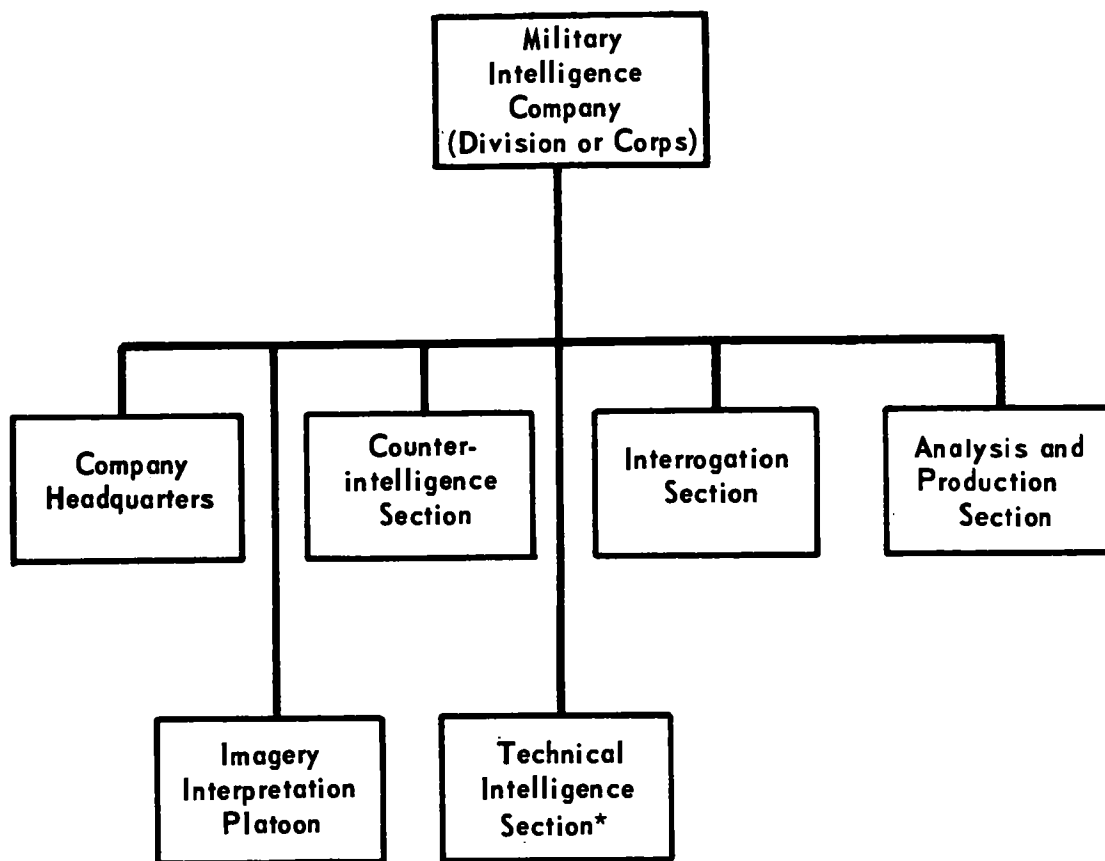 Military
Intelligence
Company
(Division or Corps)
Company
Headquarters
Counter-
intelligence
Section
Interrogation
Section
Analysis and
Production
Section
Imagery
Interpretation
Platoon
Technical
Intelligence
Section*